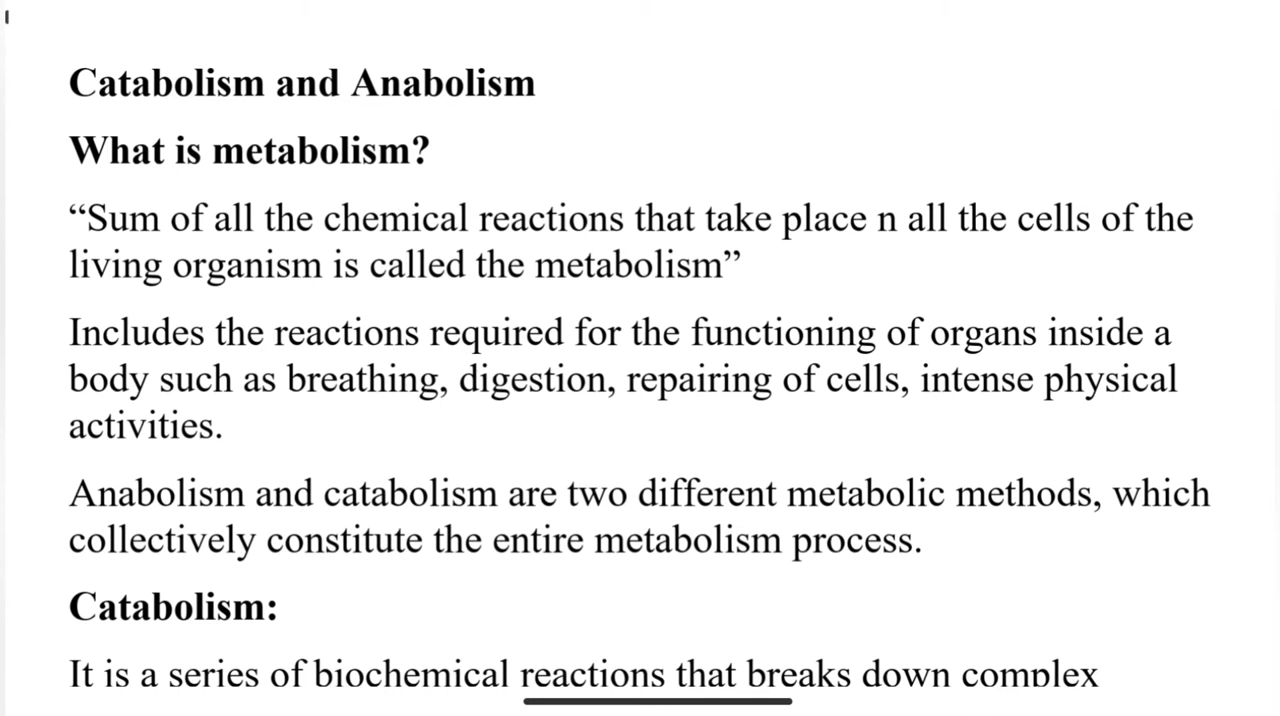 Catabolism and Anabolism
What is metabolism?
“Sum of all the chemical reactions that take place n all the cells of the
living organism is called the metabolism”
Includes the reactions required for the functioning of organs inside a
body such as breathing, digestion, repairing of cells, intense physical
activities.
Anabolism and catabolism are two different metabolic methods, which
collectively constitute the entire metabolism process.
Catabolism:
It is a series of biochemical reactions that breaks down complex